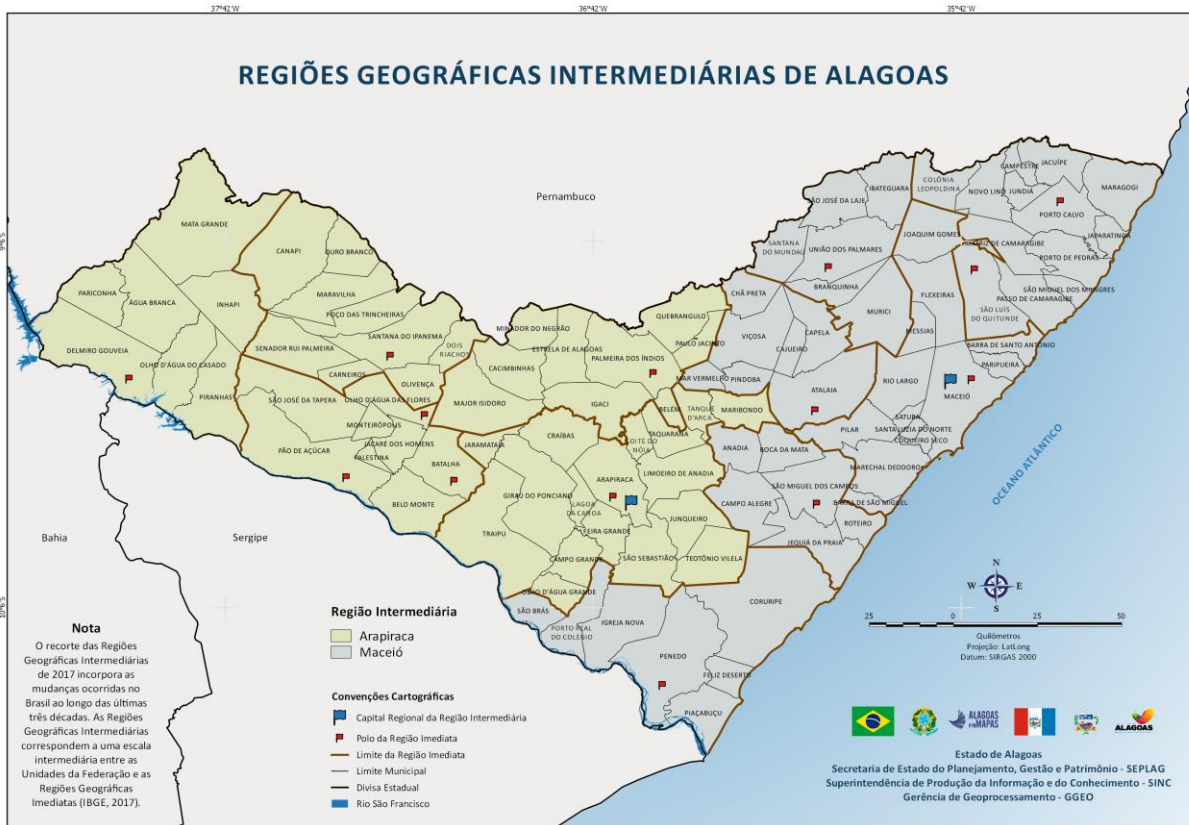 37°42'W
36°42'W
35°42'W
REGIÕES GEOGRÁFICAS INTERMEDIÁRIAS DE ALAGOAS
Pernambuco
9°6'S
10°6'S
MATA GRANDE
CANAPI
OURO BRANCO
PARICONHA
ÁGUA BRANCA
INHAPI
MARAVILHA
POÇO DAS TRINCHEIRAS
DELMIRO GOUVEIA
OLHO D'ÁGUA DO CASADO
PIRANHAS
SENADOR RUI PALMEIRA
SANTANA DO IPANEMA
DOIS
RIACHOS
CARNEIROS
OLIVENÇA
SÃO JOSÉ DA TAPERA
OLHO D'ÁGUA DAS FLORES
MONTEIRÓPOLIS
PÃO DE AÇÚCAR
PALESTINA
JACARÉ DOS HOMENS
BATALHA
BELO MONTE
JARAMATAIA
MAJOR ISIDORO
CACIMBINHAS
MINADOR DO NEGRÃO
ESTRELA DE ALAGOAS
PALMEIRA DOS ÍNDIOS
QUEBRANGULO
PAULO JACINTO
IGACI
BELÉM
TANQUE
D'ARCA
MARIBONDO
MAR VERMELHO
PINDOBA
CRAÍBAS
COITÉ DO
NÓIA
TAQUARANA
LIMOEIRO DE ANADIA
ARAPIRACA
GIRAU DO PONCIANO
LAGOA
DA CANOA
FEIRA GRANDE
JUNQUEIRO
TRAIPU
CAMPO GRANDE
SÃO SEBASTIÃO
TEOTÔNIO VILELA
OLHO D'ÁGUA GRANDE
SÃO BRÁS
PORTO REAL
DO COLÉGIO
IGREJA NOVA
PENEDO
CORURIPE
FELIZ DESERTO
PIAÇABUÇU
CHÃ PRETA
VIÇOSA
CAJUEIRO
CAPELA
ATALAIA
SANTANA
DO MUNDAÚ
SÃO JOSÉ DA LAJE
IBATEGUARA
UNIÃO DOS PALMARES
BRANQUINHA
MURICI
COLÔNIA
LEOPOLDINA
NOVO LINO
JUNDIÁ
CAMPESTRE
JACUÍPE
MARAGOGI
PORTO CALVO
JAPARATINGA
JOAQUIM GOMES
MATRIZ DE CAMARAGIBE
PORTO DE PEDRAS
SÃO MIGUEL DOS MILAGRES
PASSO DE CAMARAGIBE
SÃO LUÍS
DO QUITUNDE
FLEXEIRAS
MESSIAS
BARRA DE SANTO ANTÔNIO
PARIPUEIRA
RIO LARGO
MACEIÓ
SATUBA
SANTA LUZIA DO NORTE
COQUEIRO SECO
PILAR
MARECHAL DEODORO
BARRA DE SÃO MIGUEL
ANADIA
BOCA DA MATA
CAMPO ALEGRE
SÃO MIGUEL DOS CAMPOS
ROTEIRO
JEQUIÁ DA PRAIA
OCEANO ATLÂNTICO
Bahia
Sergipe
Nota
O recorte das Regiões
Geográficas Intermediárias
de 2017 incorpora as
mudanças ocorridas no
Brasil ao longo das últimas
três décadas. As Regiões
Geográficas Intermediárias
correspondem a uma escala
intermediária entre as
Unidades da Federação e as
Regiões Geográficas
Imediatas (IBGE, 2017).
Região Intermediária
Arapiraca
Maceió
Convenções Cartográficas
Capital Regional da Região Intermediária
Polo da Região Imediata
Limite da Região Imediata
Limite Municipal
Divisa Estadual
Rio São Francisco
N
W E
S
25 0 25 50
Quilômetros
Projeção: LatLong
Datum: SIRGAS 2000
ALAGOAS
EM MAPAS
ALAGOAS
Estado de Alagoas
Secretaria de Estado do Planejamento, Gestão e Patrimônio - SEPLAG
Superintendência de Produção da Informação e do Conhecimento - SINC
Gerência de Geoprocessamento - GGEO